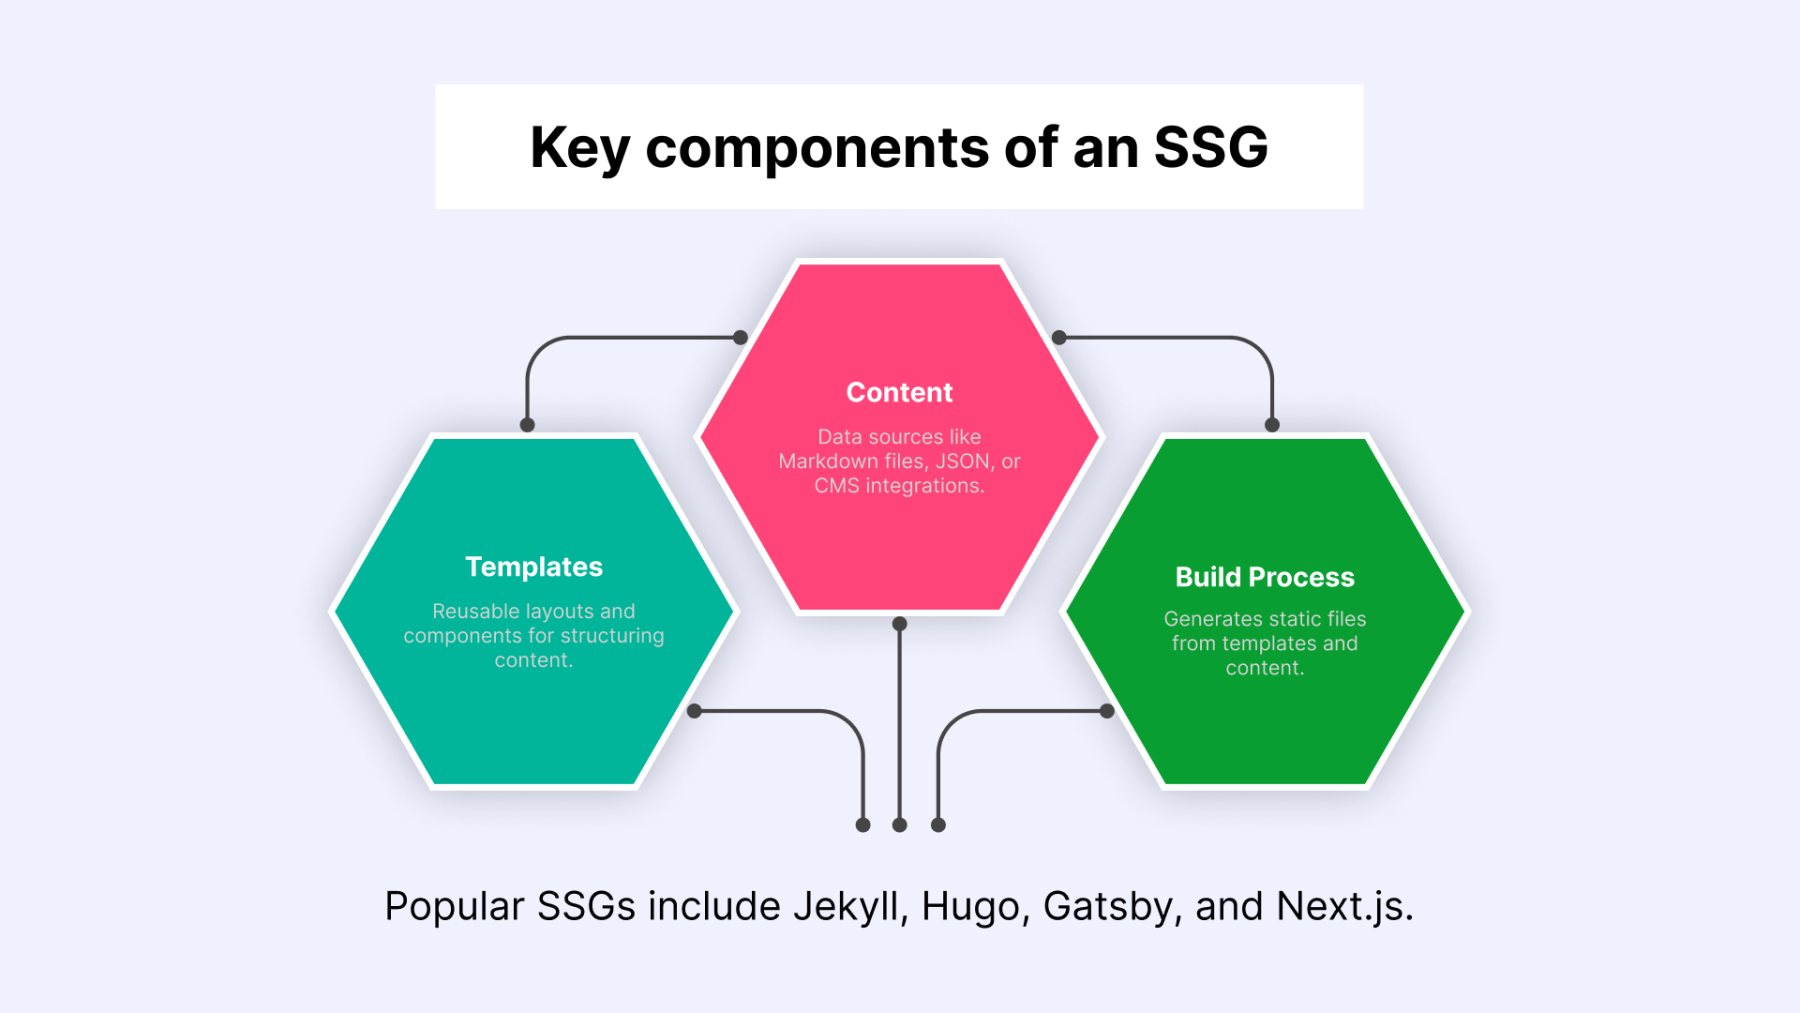 Key components of an SSG
Content
Data sources like
Markdown files, JSON, or
CMS integrations.
Templates
Reusable layouts and
components for structuring
content.
Build Process
Generates static files
from templates and
content.
Popular SSGs include Jekyll, Hugo, Gatsby, and Next.js.